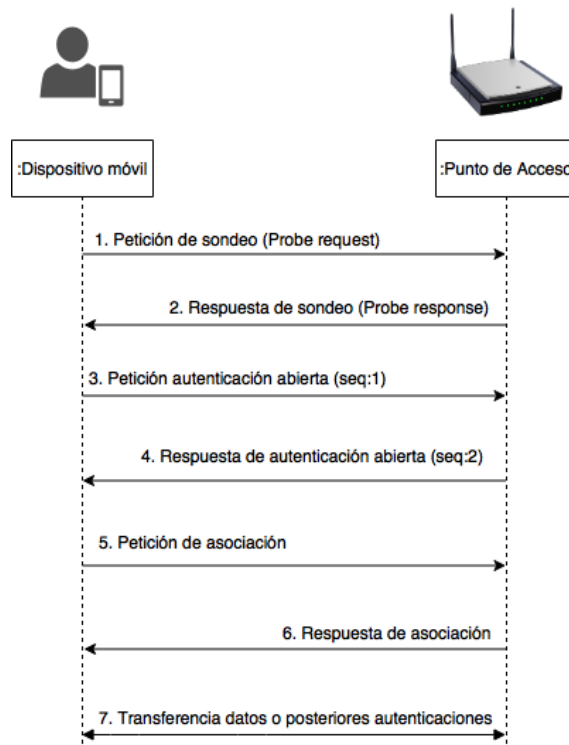 :Dispositivo móvil
:Punto de Acceso
1. Petición de sondeo (Probe request)
2. Respuesta de sondeo (Probe response)
3. Petición autenticación abierta (seq:1)
4. Respuesta de autenticación abierta (seq:2)
5. Petición de asociación
6. Respuesta de asociación
7. Transferencia datos o posteriores autenticaciones